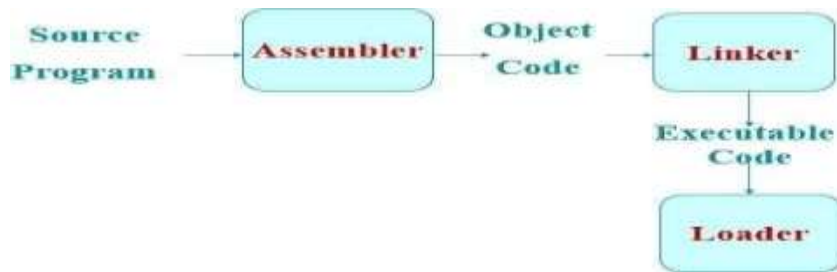 Source
Program
Assembler
Object
Code
Linker
Executable
Code
Loader